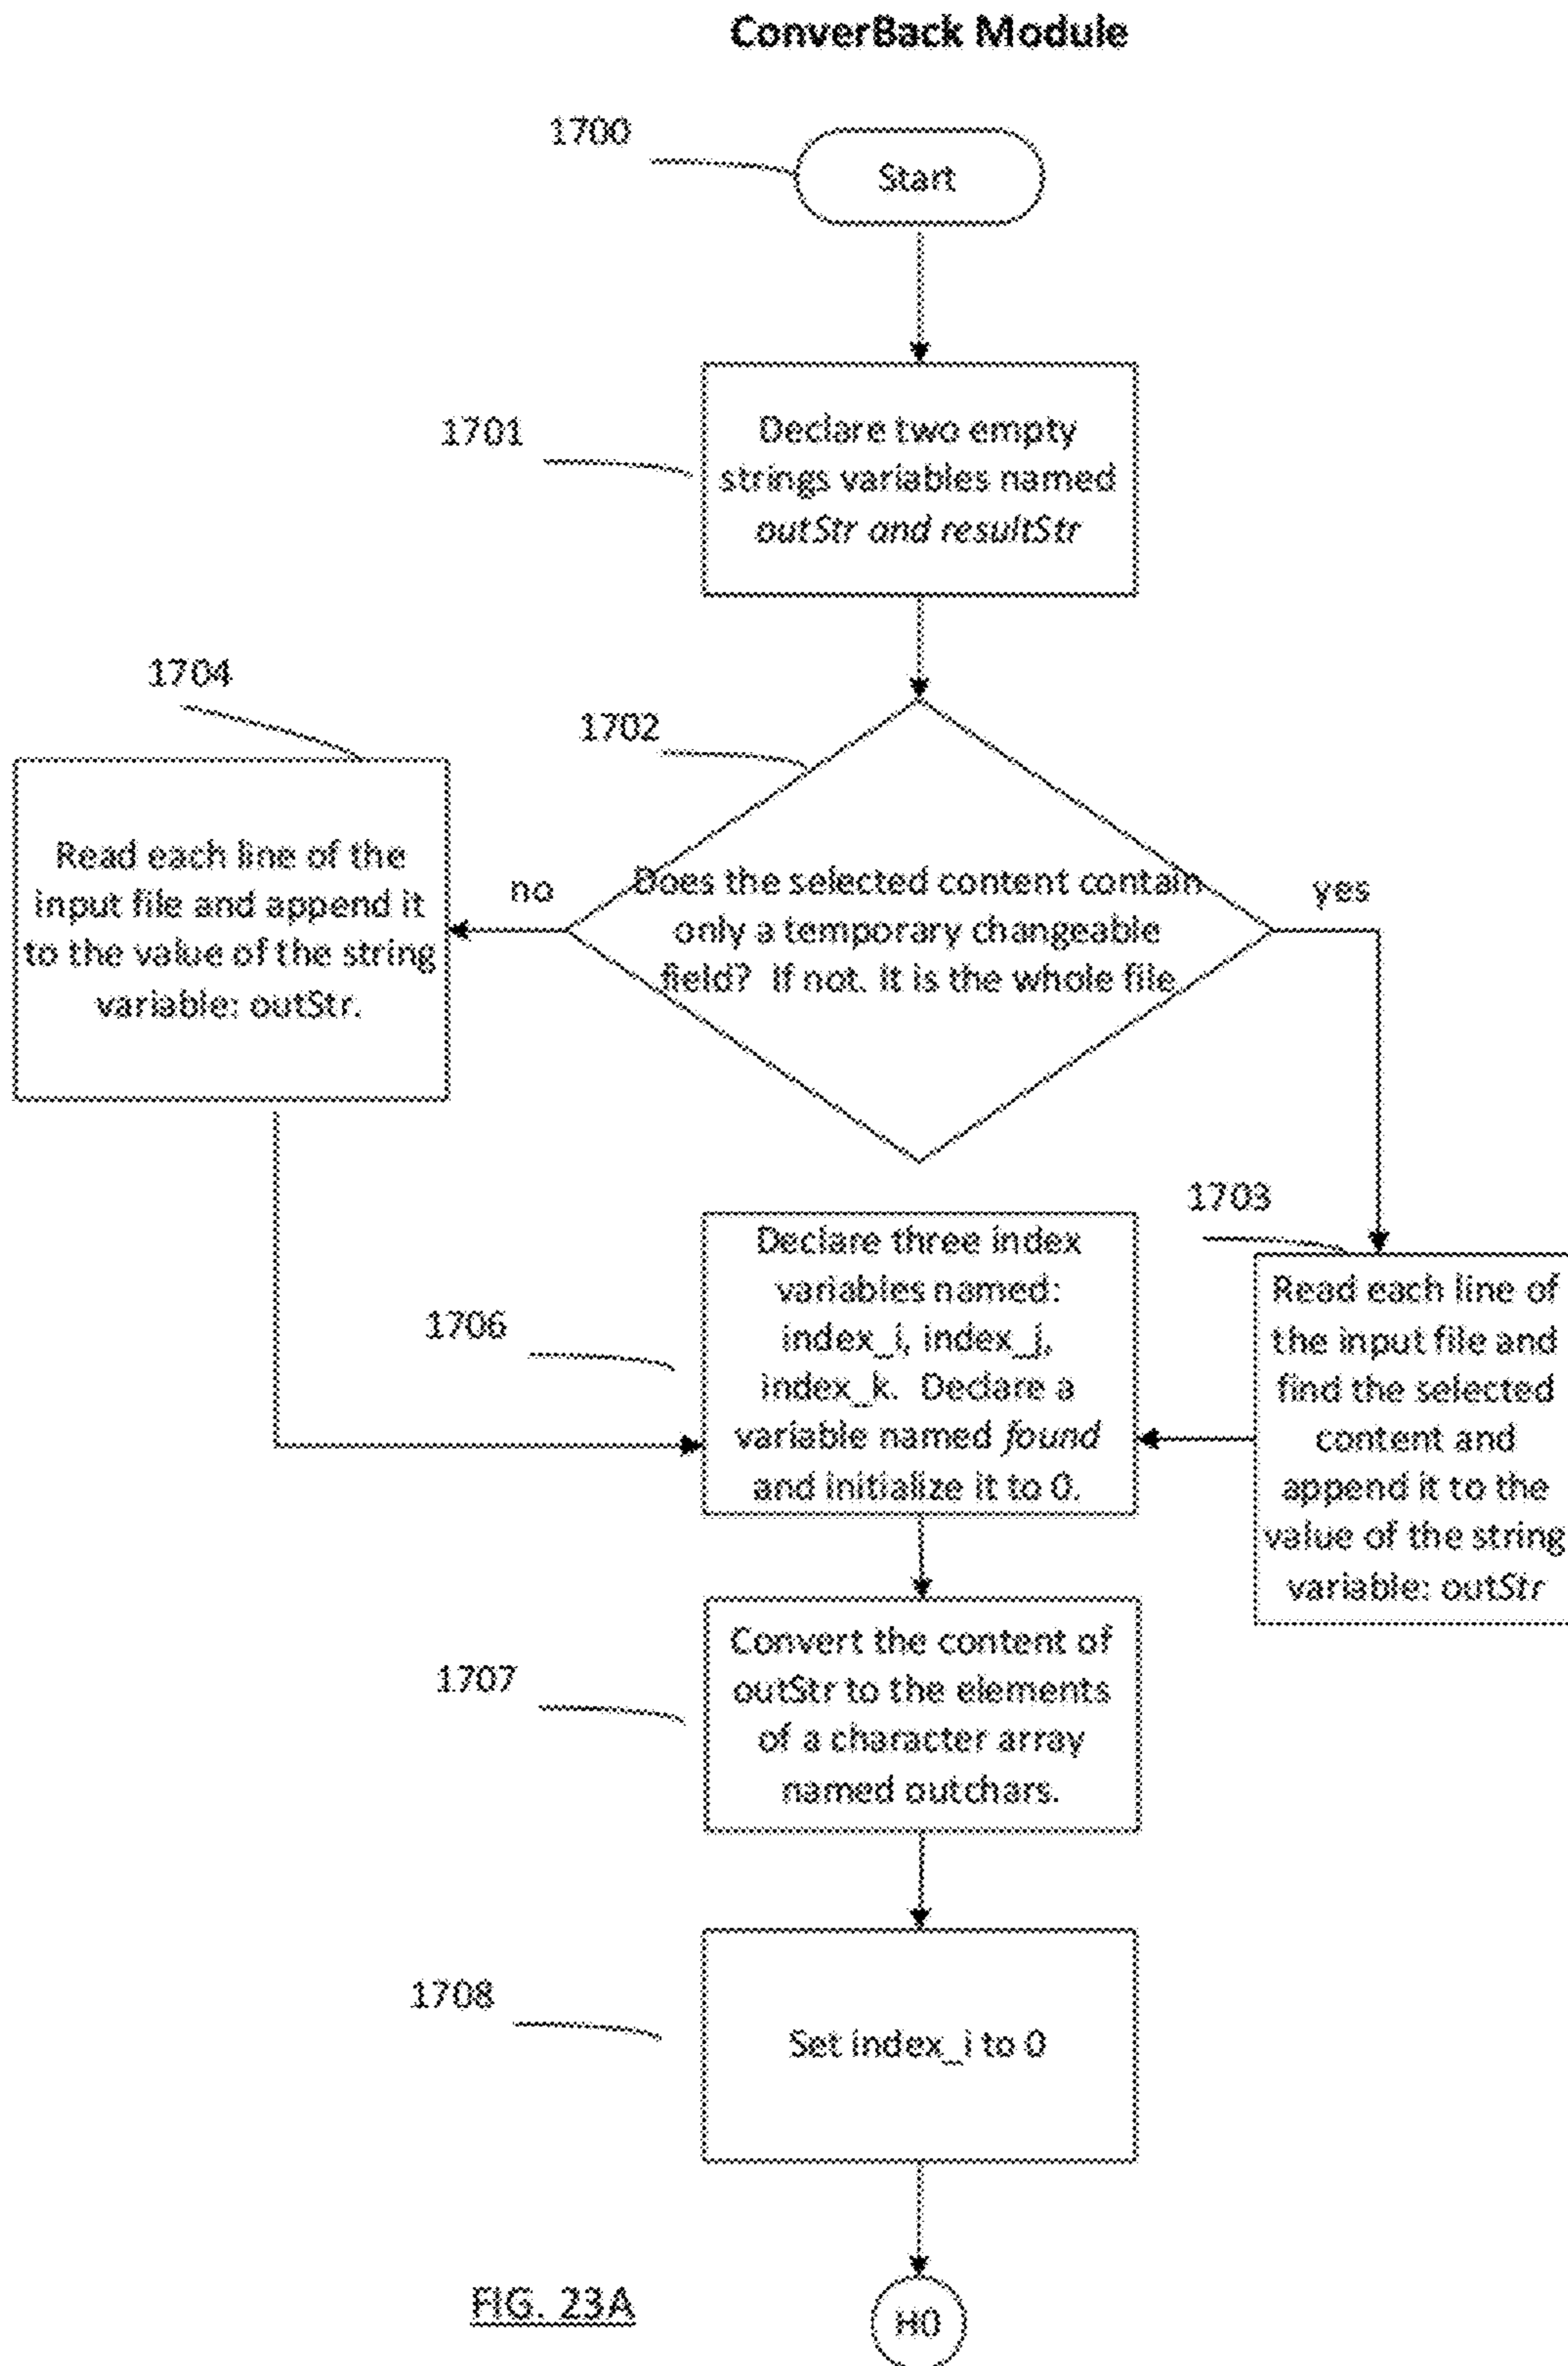 ConverBack Module
1700
Start
1701
Declare two empty
strings variables named
outStr and resultStr
1704
1702
Read each line of the
input file and append it
to the value of the string
variable: outStr.
no
Does the selected content contain
only a temporary changeable
field? If not. It is the whole file
yes
1703
1706
Declare three index
variables named:
index_i, index_j,
index_k. Declare a
variable named found
and initialize it to 0.
Read each line of
the input file and
find the selected
content and
append it to the
value of the string
variable: outStr
1707
Convert the content of
outStr to the elements
of a character array
named outchars.
1708
Set index_i to 0
FIG. 23A
H0